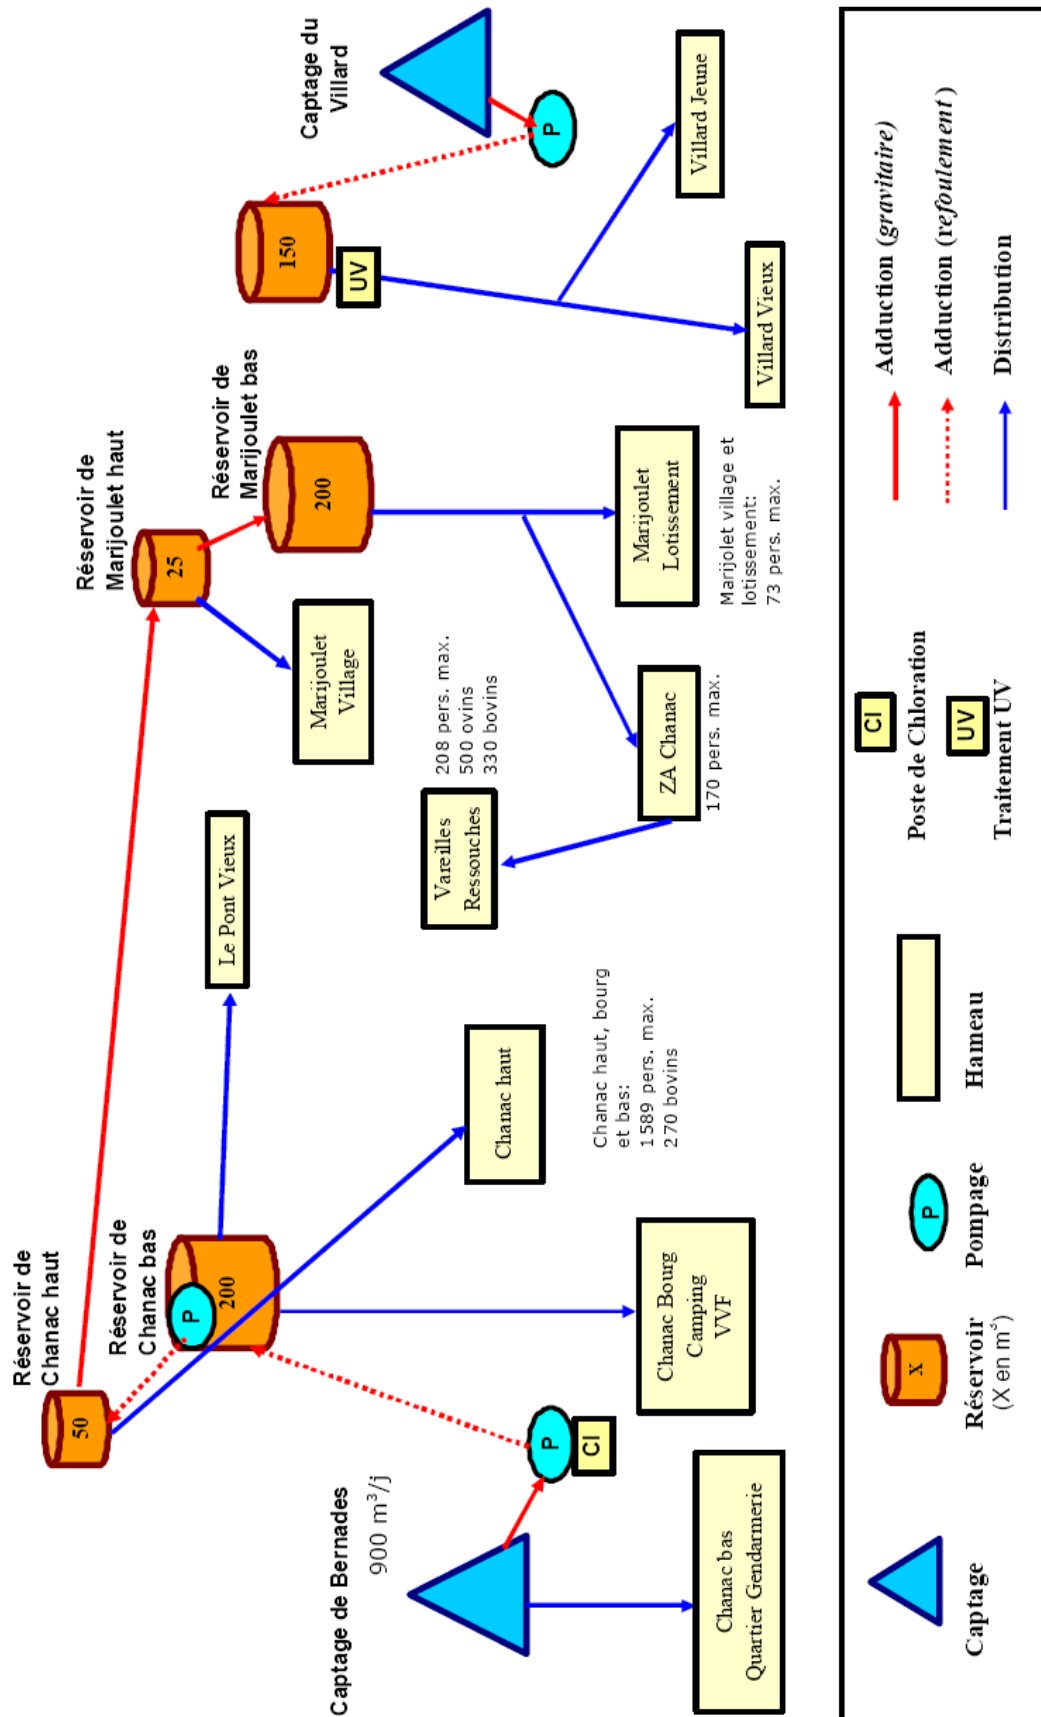 Réservoir de
Chanac haut
50
Réservoir de
Chanac bas
P
200
Captage de Bernades
900 m³/j
P
Cl
Chanac bas
Quartier Gendarmerie
Chanac Bourg
Camping
VVF
Chanac haut
Chanac haut, bourg
et bas:
1589 pers. max.
270 bovins
Le Pont Vieux
Réservoir de
Marijoulet haut
25
Réservoir de
Marijoulet bas
200
Marijoulet
Village
208 pers. max.
500 ovins
330 bovins
Vareilles
Ressouches
ZA Chanac
170 pers. max.
Marijoulet
Lotissement
Marijolet village et
lotissement:
73 pers. max.
Captage du
Villard
P
150
UV
Villard Vieux
Villard Jeune
Captage
X
Réservoir
(X en m³)
P
Pompage
Hameau
Cl
Poste de Chloration
UV
Traitement UV
Adduction (gravitaire)
Adduction (refoulement )
Distribution